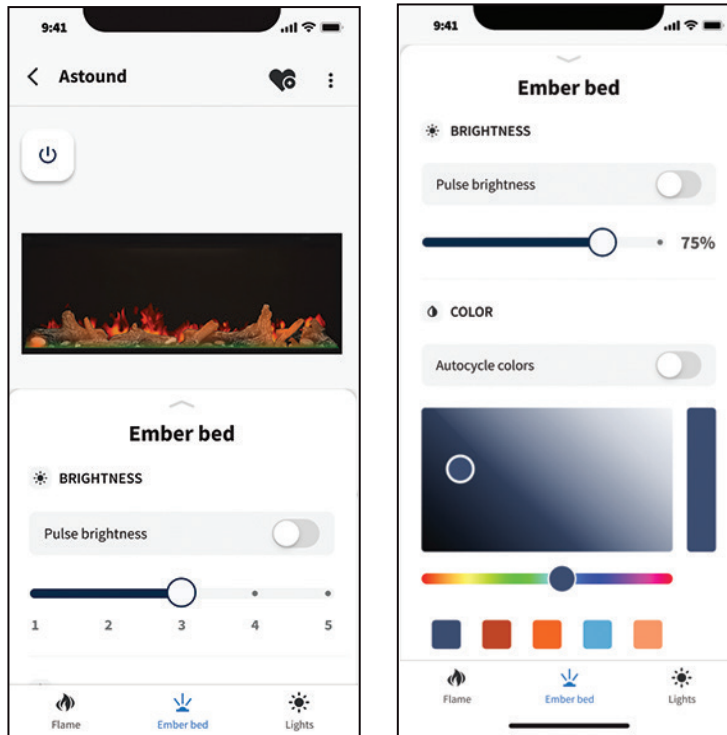 9:41
Astound
Ember bed
BRIGHTNESS
Pulse brightness
1 2 3 4 5
Flame Ember bed Lights
9:41
Ember bed
BRIGHTNESS
Pulse brightness
75%
COLOR
Autocycle colors
Flame Ember bed Lights